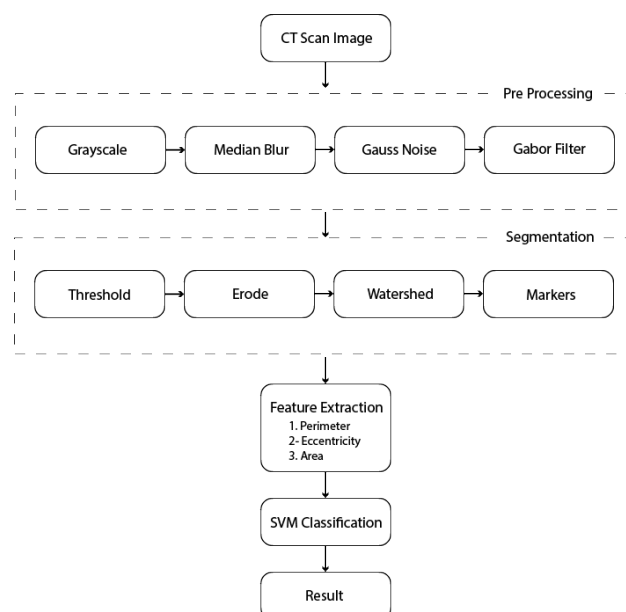 CT Scan Image
Pre Processing
Grayscale
Median Blur
Gauss Noise
Gabor Filter
Segmentation
Threshold
Erode
Watershed
Markers
Feature Extraction
1. Perimeter
2- Eccentricity
3. Area
SVM Classification
Result